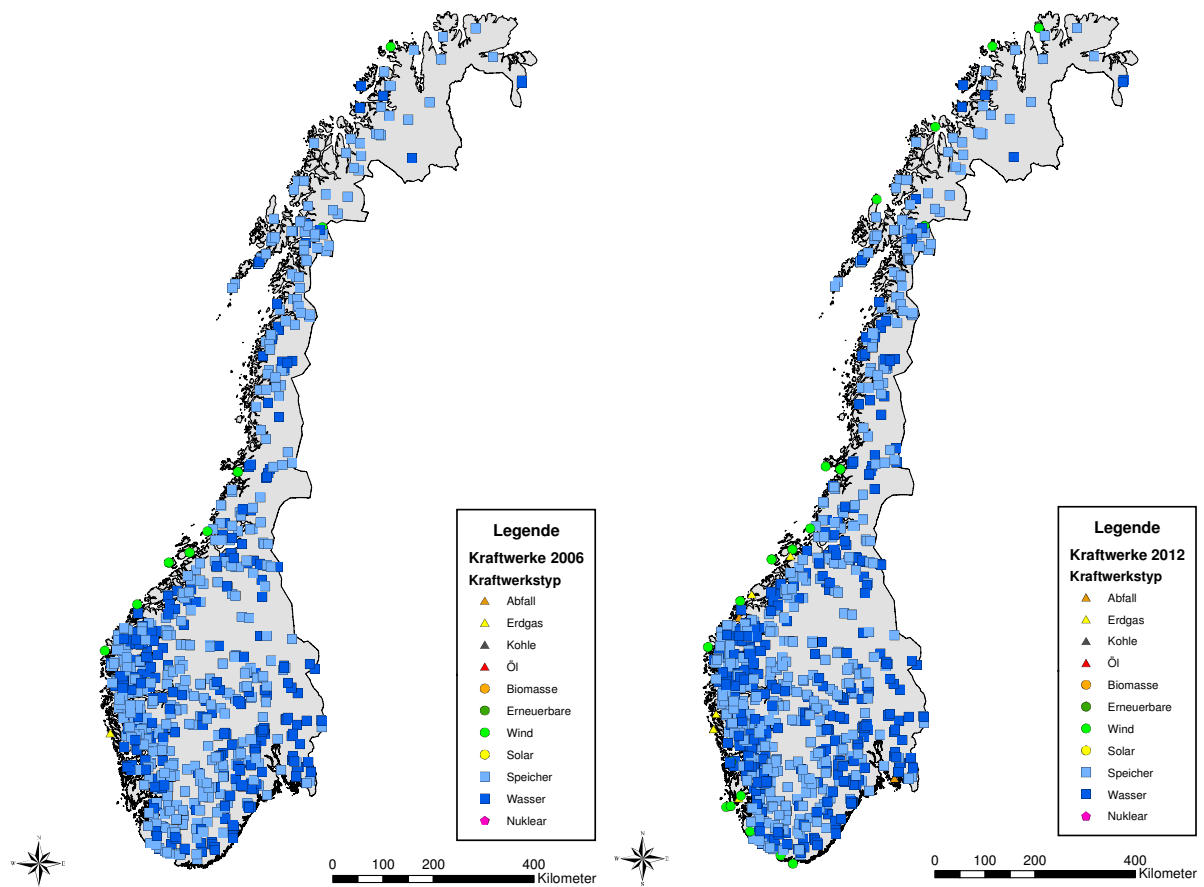 Legende
Kraftwerke 2006
Kraftwerkstyp
Abfall
Erdgas
Kohle
Öl
Biomasse
Erneuerbare
Wind
Solar
Speicher
Wasser
Nuklear
N
W E
S
0 100 200 400
Kilometer
Legende
Kraftwerke 2012
Kraftwerkstyp
Abfall
Erdgas
Kohle
Öl
Biomasse
Erneuerbare
Wind
Solar
Speicher
Wasser
Nuklear
N
W E
S
0 100 200 400
Kilometer